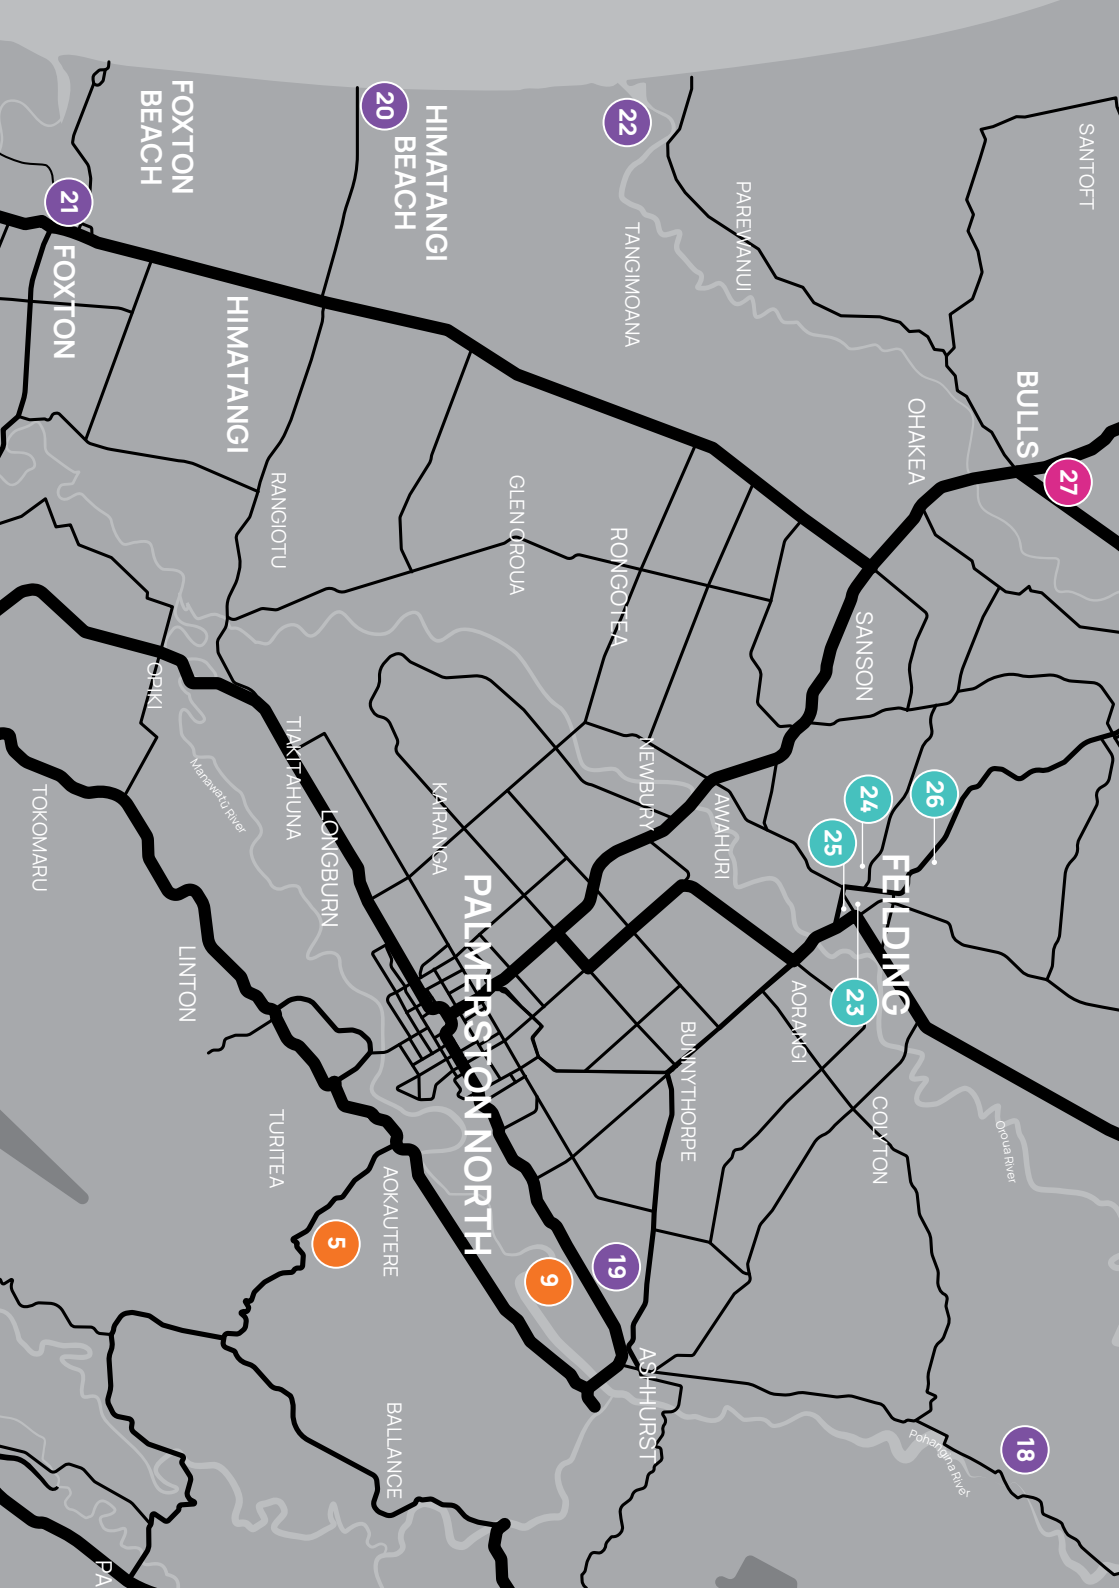 SANTOFT
BULLS
27
PAREWANUI
OHAKEA
22
TANGIMOANA
HIMATANGI
BEACH
20
FOXTON
BEACH
21
FOXTON
HIMATANGI
RANGIOTU
GLEN OROUA
RONGOTEA
SANSON
OPIKI
TIAKITAHUNA
LONGBURN
KAIRANGA
NEWBURY
AWAHURI
24
25
26
FEILDING
23
Manawatū River
TOKOMARU
LINTON
PALMERSTON NORTH
AORANGI
BUNNYTHORPE
COLYTON
Oroua River
TURITEA
AOKAUTERE
5
9
19
ASHHURST
BALLANCE
Pohangina River
18
PA